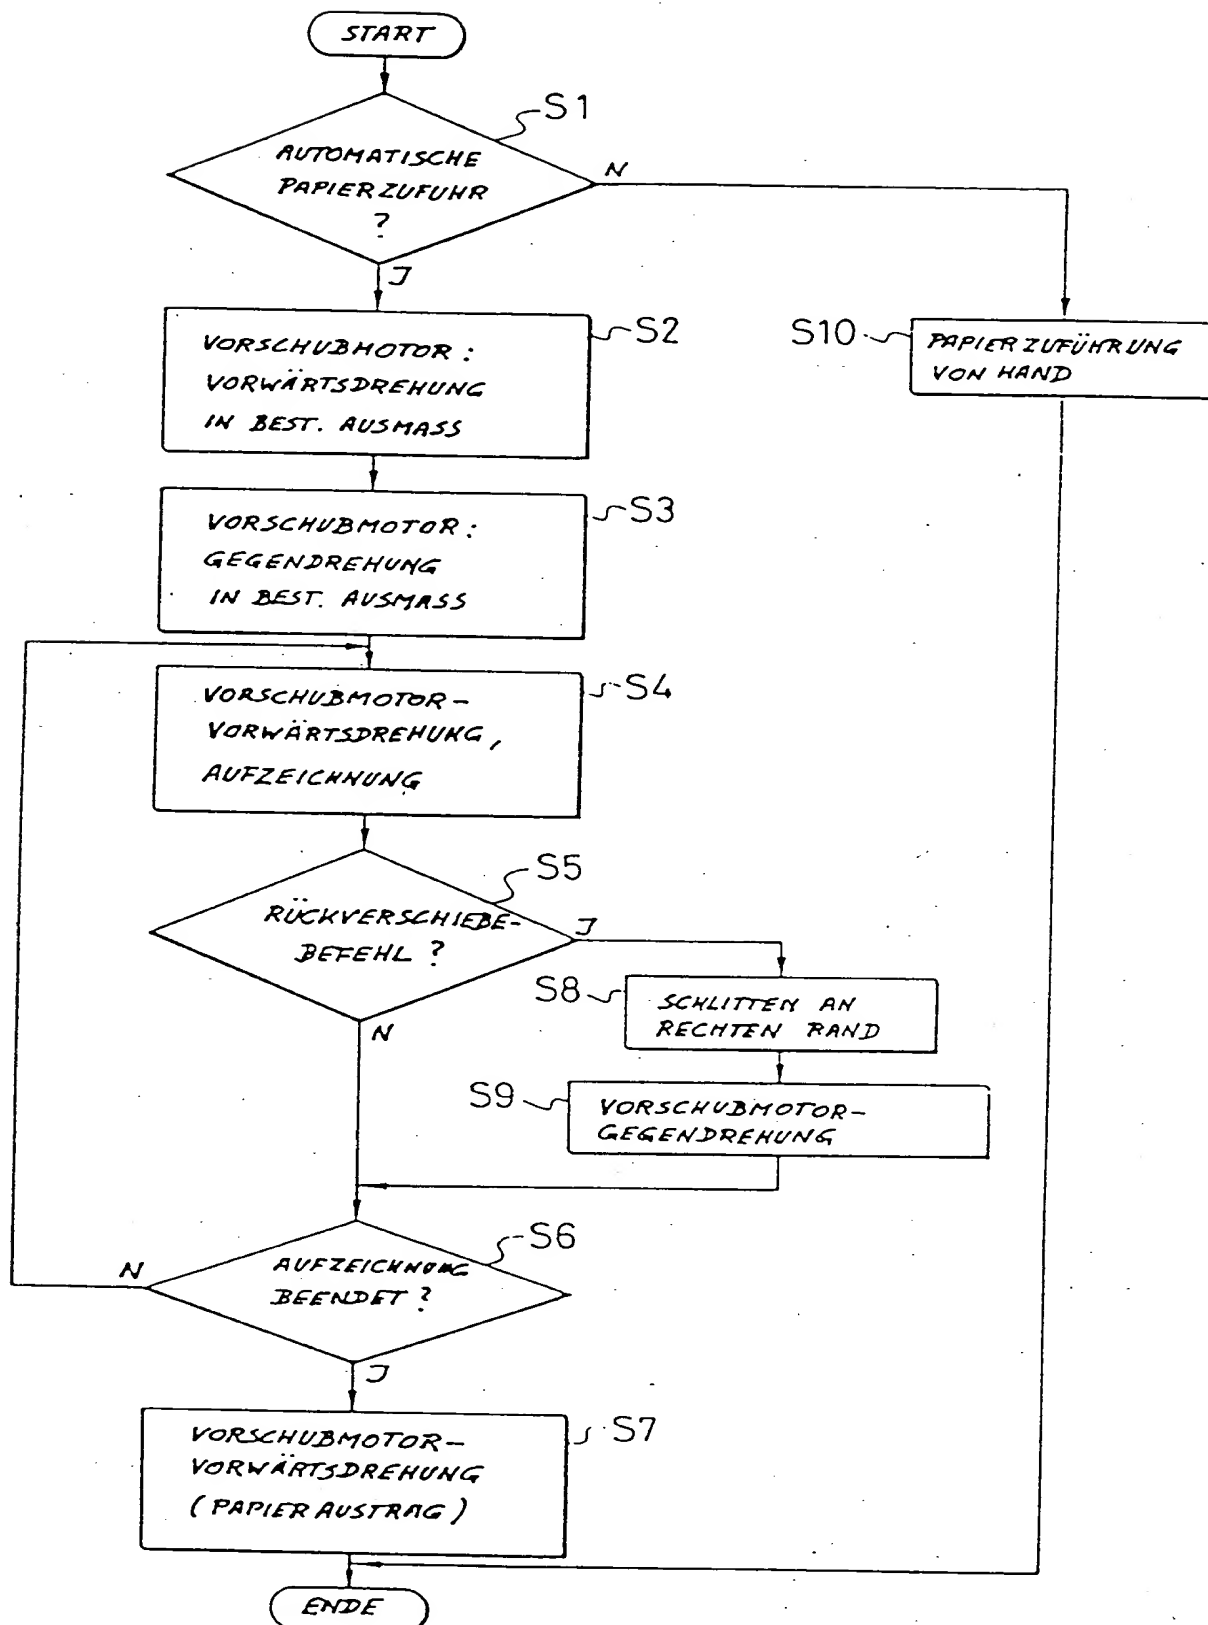 START
S1
AUTOMATISCHE
PAPIERZUFUHR
?
N
J
S2
VORSCHUBMOTOR:
VORWÄRTSDREHUNG
IN BEST. AUSMASS
S10
PAPIERZUFÜHRUNG
VON HAND
S3
VORSCHUBMOTOR:
GEGENDREHUNG
IN BEST. AUSMASS
S4
VORSCHUBMOTOR-
VORWÄRTSDREHUNG,
AUFZEICHNUNG
S5
RÜCKVERSCHIEBE-
BEFEHL?
J
N
S8
SCHLITTEN AN
RECHTEN RAND
S9
VORSCHUBMOTOR-
GEGENDREHUNG
S6
AUFZEICHNUNG
BEENDET?
N
J
S7
VORSCHUBMOTOR-
VORWÄRTSDREHUNG
(PAPIERAUSTRAG)
ENDE